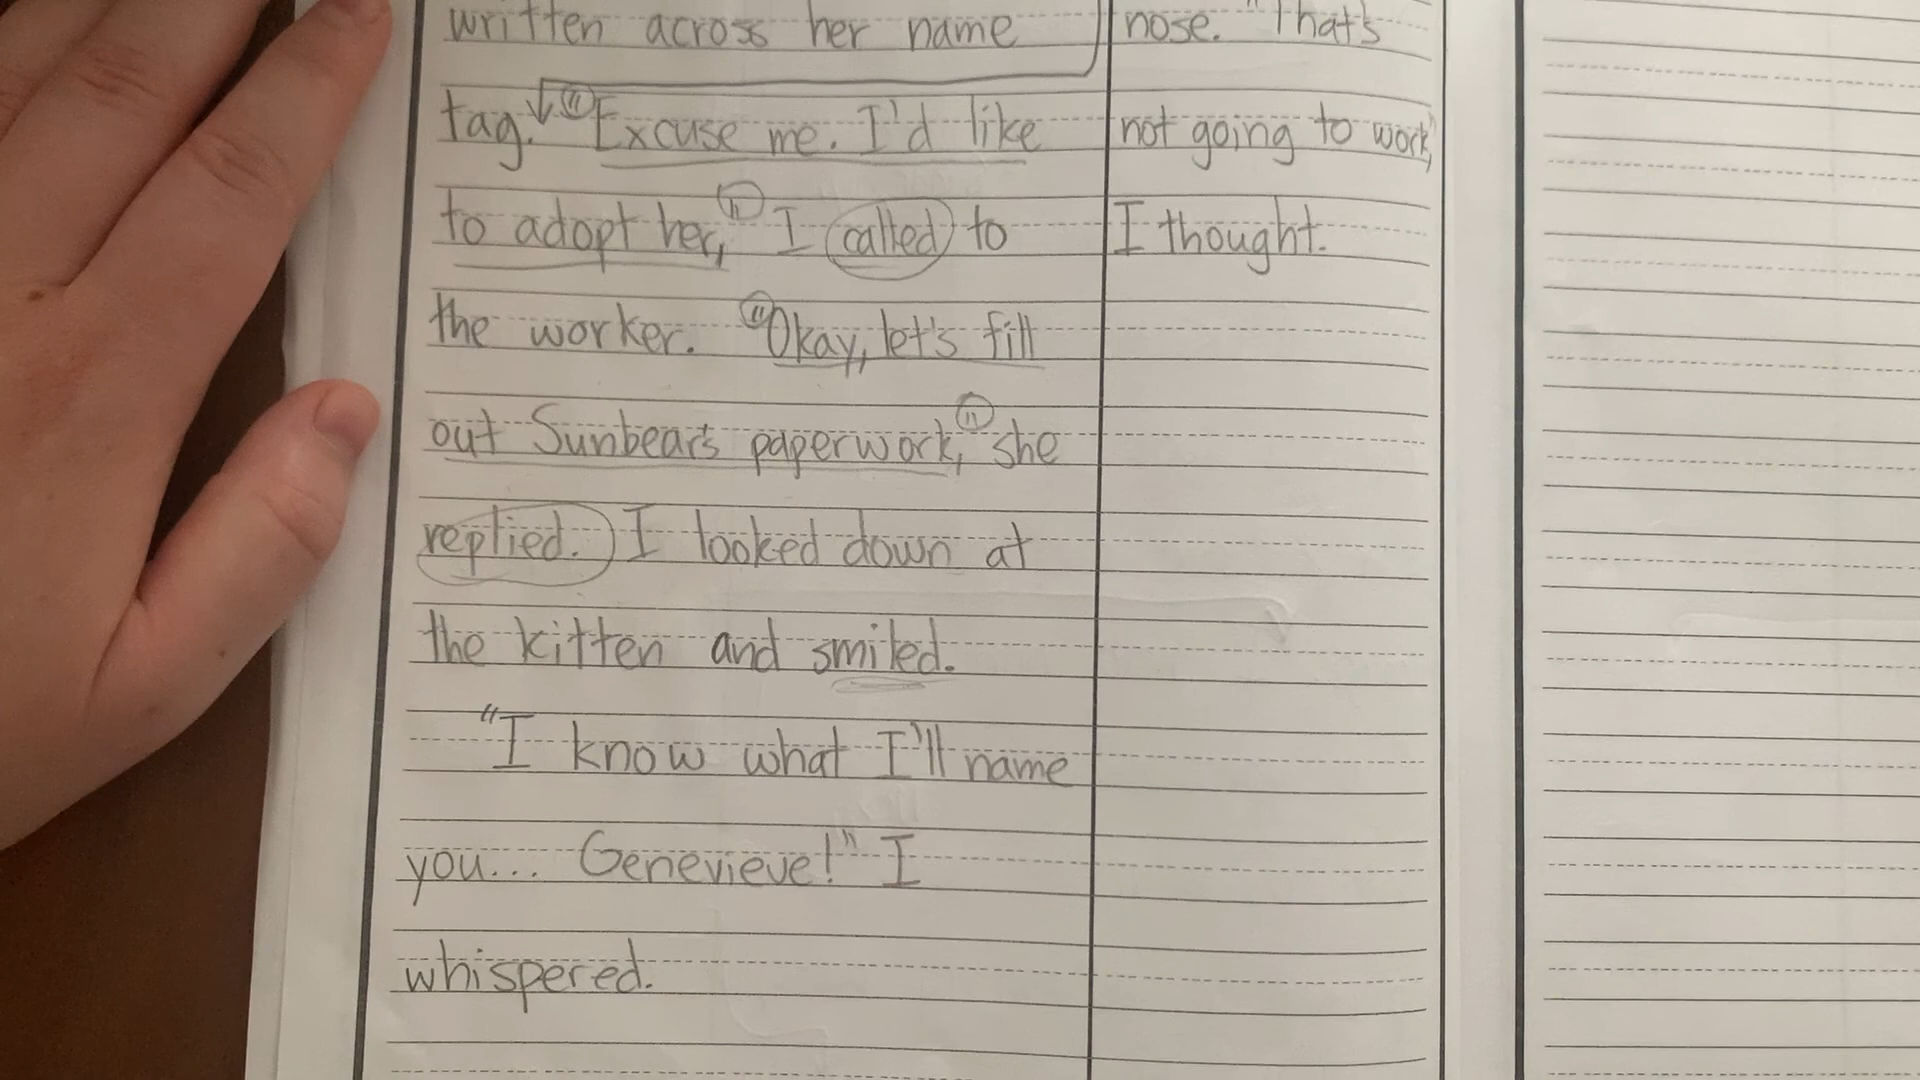 written across her name
tag. "Excuse me. I'd like
to adopt her," I called to
the worker. "Okay, let's fill
out Sunbear's paperwork," she
replied. I looked down at
the kitten and smiled.
"I know what I'll name
you... Genevieve!" I
whispered.
nose. "That's
not going to work,"
I thought.